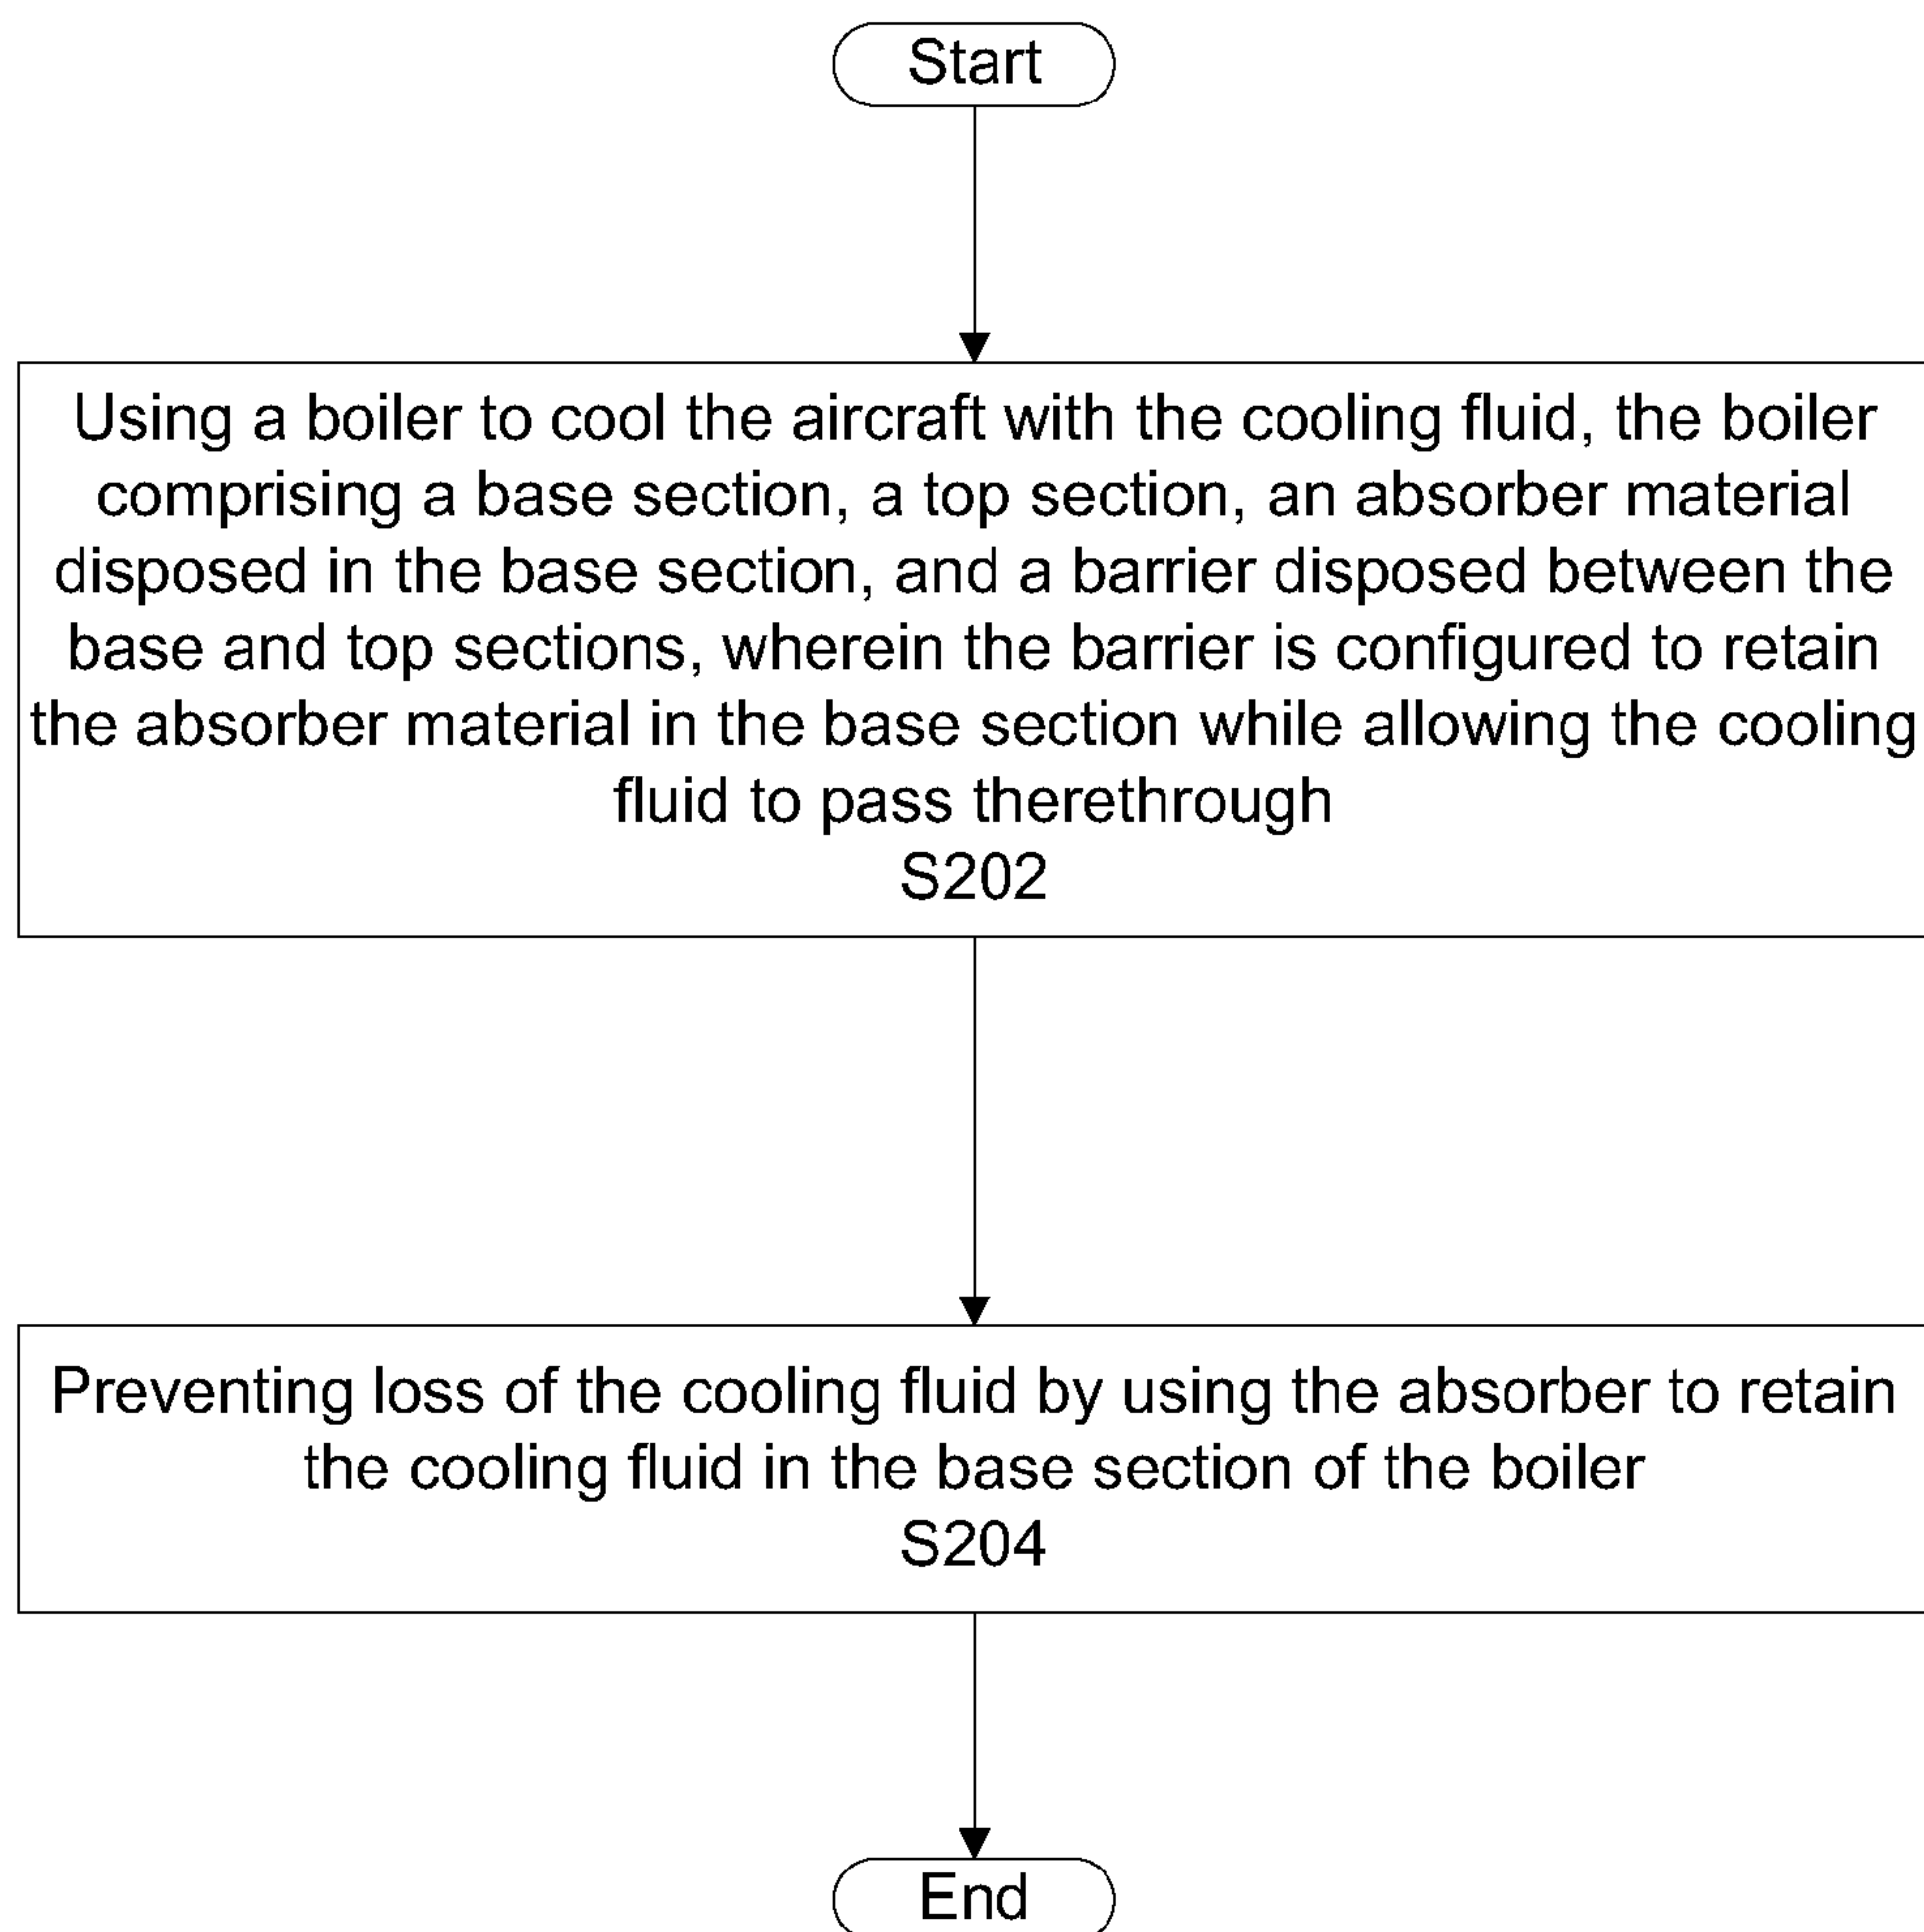 Start
Using a boiler to cool the aircraft with the cooling fluid, the boiler
comprising a base section, a top section, an absorber material
disposed in the base section, and a barrier disposed between the
base and top sections, wherein the barrier is configured to retain
the absorber material in the base section while allowing the cooling
fluid to pass therethrough
S202
Preventing loss of the cooling fluid by using the absorber to retain
the cooling fluid in the base section of the boiler
S204
End